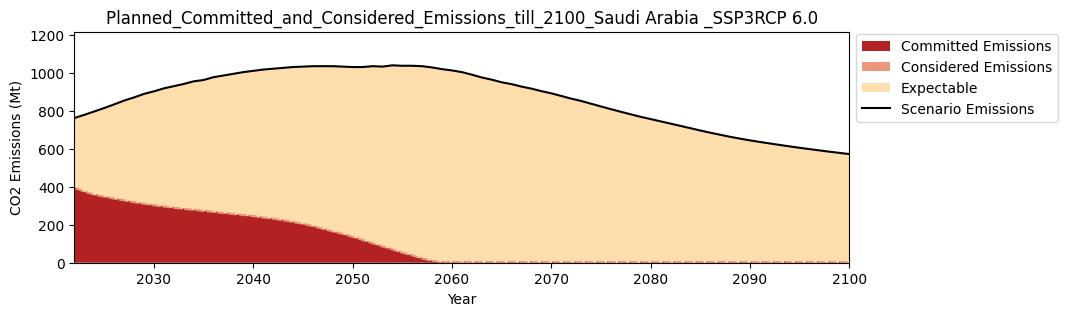 Planned_Committed_and_Considered_Emissions_till_2100_Saudi Arabia _SSP3RCP 6.0
CO2 Emissions (Mt)
1200
1000
800
600
400
200
0
2030 2040 2050 2060 2070 2080 2090 2100
Year
Committed Emissions
Considered Emissions
Expectable
Scenario Emissions